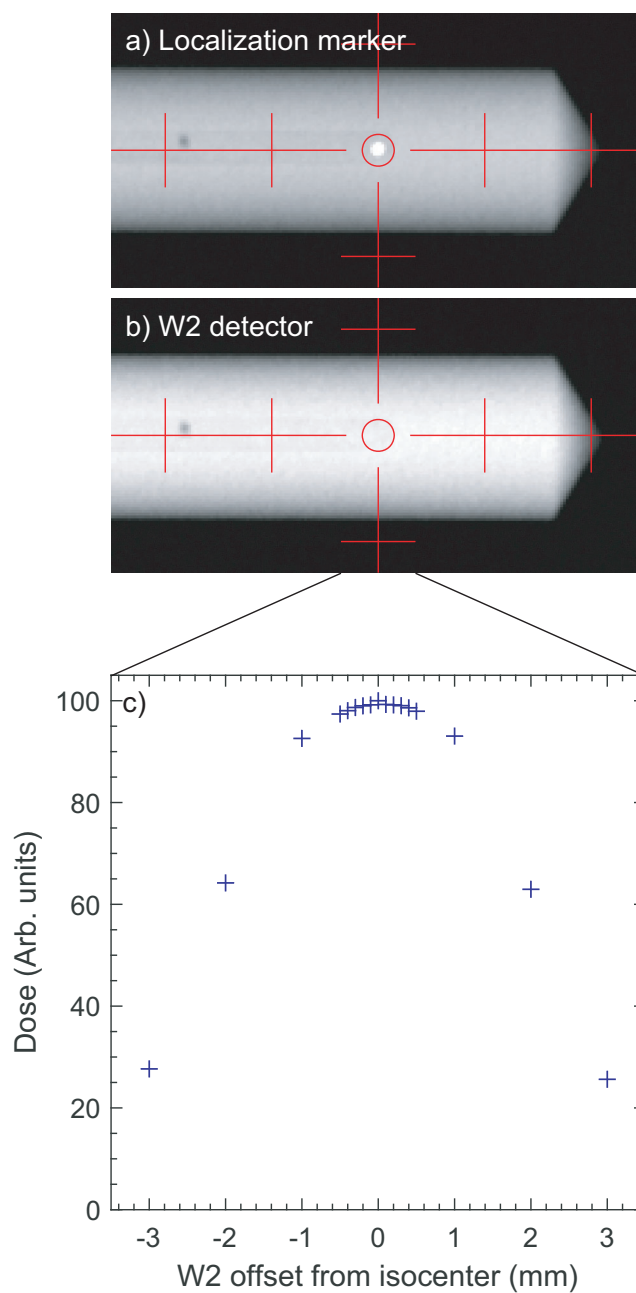 a) Localization marker
b) W2 detector
c)
100
80
60
40
20
0
Dose (Arb. units)
-3 -2 -1 0 1 2 3
W2 offset from isocenter (mm)